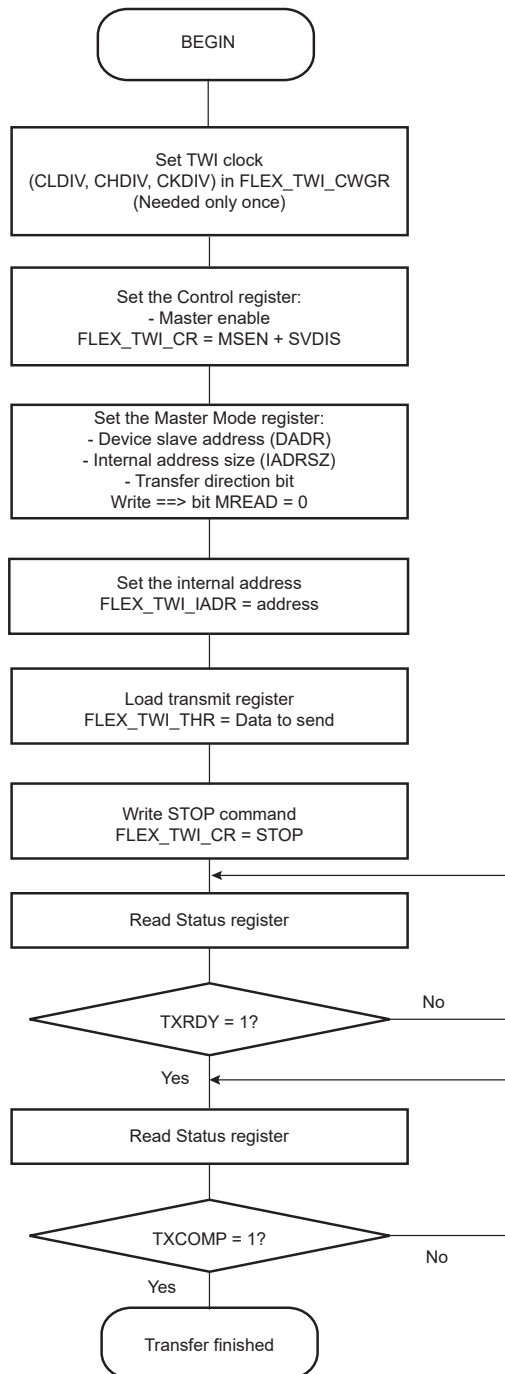 BEGIN
Set TWI clock
(CLDIV, CHDIV, CKDIV) in FLEX_TWI_CWGR
(Needed only once)
Set the Control register:
- Master enable
FLEX_TWI_CR = MSEN + SVDIS
Set the Master Mode register:
- Device slave address (DADR)
- Internal address size (IADRSZ)
- Transfer direction bit
Write ==> bit MREAD = 0
Set the internal address
FLEX_TWI_IADR = address
Load transmit register
FLEX_TWI_THR = Data to send
Write STOP command
FLEX_TWI_CR = STOP
Read Status register
TXRDY = 1?
No
Yes
Read Status register
TXCOMP = 1?
No
Yes
Transfer finished